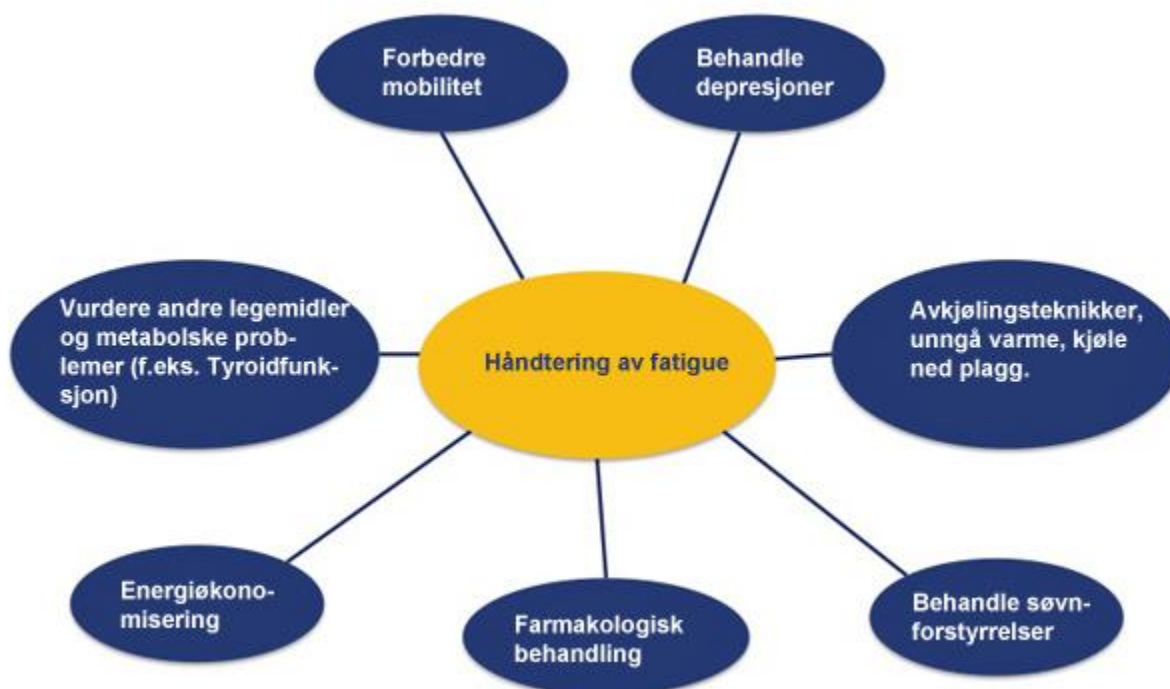 Forbedre
mobilitet
Behandle
depresjoner
Vurdere andre legemidler
og metabolske prob-
lemer (f.eks. Tyroidfunk-
sjon)
Håndtering av fatigue
Avkjølingsteknikker,
unngå varme, kjøle
ned plagg.
Energiøkono-
misering
Farmakologisk
behandling
Behandle søvn-
forstyrrelser